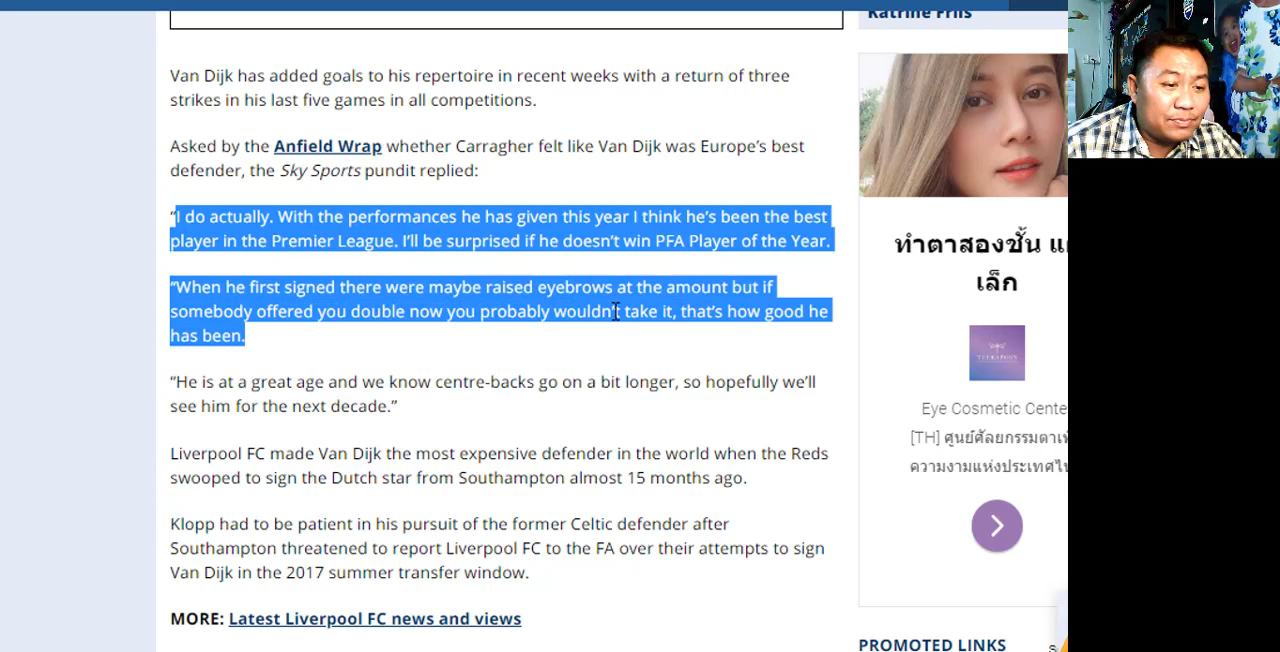 Katrine Friis
Van Dijk has added goals to his repertoire in recent weeks with a return of three
strikes in his last five games in all competitions.
Asked by the Anfield Wrap whether Carragher felt like Van Dijk was Europe’s best
defender, the Sky Sports pundit replied:
“I do actually. With the performances he has given this year I think he’s been the best
player in the Premier League. I’ll be surprised if he doesn’t win PFA Player of the Year.
“When he first signed there were maybe raised eyebrows at the amount but if
somebody offered you double now you probably wouldn’t take it, that’s how good he
has been.
“He is at a great age and we know centre-backs go on a bit longer, so hopefully we’ll
see him for the next decade.”
Liverpool FC made Van Dijk the most expensive defender in the world when the Reds
swooped to sign the Dutch star from Southampton almost 15 months ago.
Klopp had to be patient in his pursuit of the former Celtic defender after
Southampton threatened to report Liverpool FC to the FA over their attempts to sign
Van Dijk in the 2017 summer transfer window.
MORE: Latest Liverpool FC news and views
ทำตาสองชั้น
เล็ก
Eye Cosmetic Cente
[TH] ศูนย์ศัลยกรรมตา
ความงามแห่งประเทศ
PROMOTED LINKS